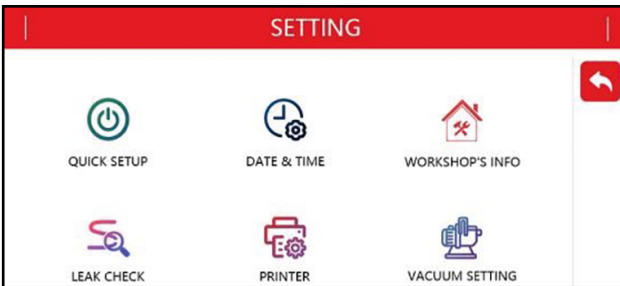 SETTING
QUICK SETUP
DATE & TIME
WORKSHOP'S INFO
LEAK CHECK
PRINTER
VACUUM SETTING